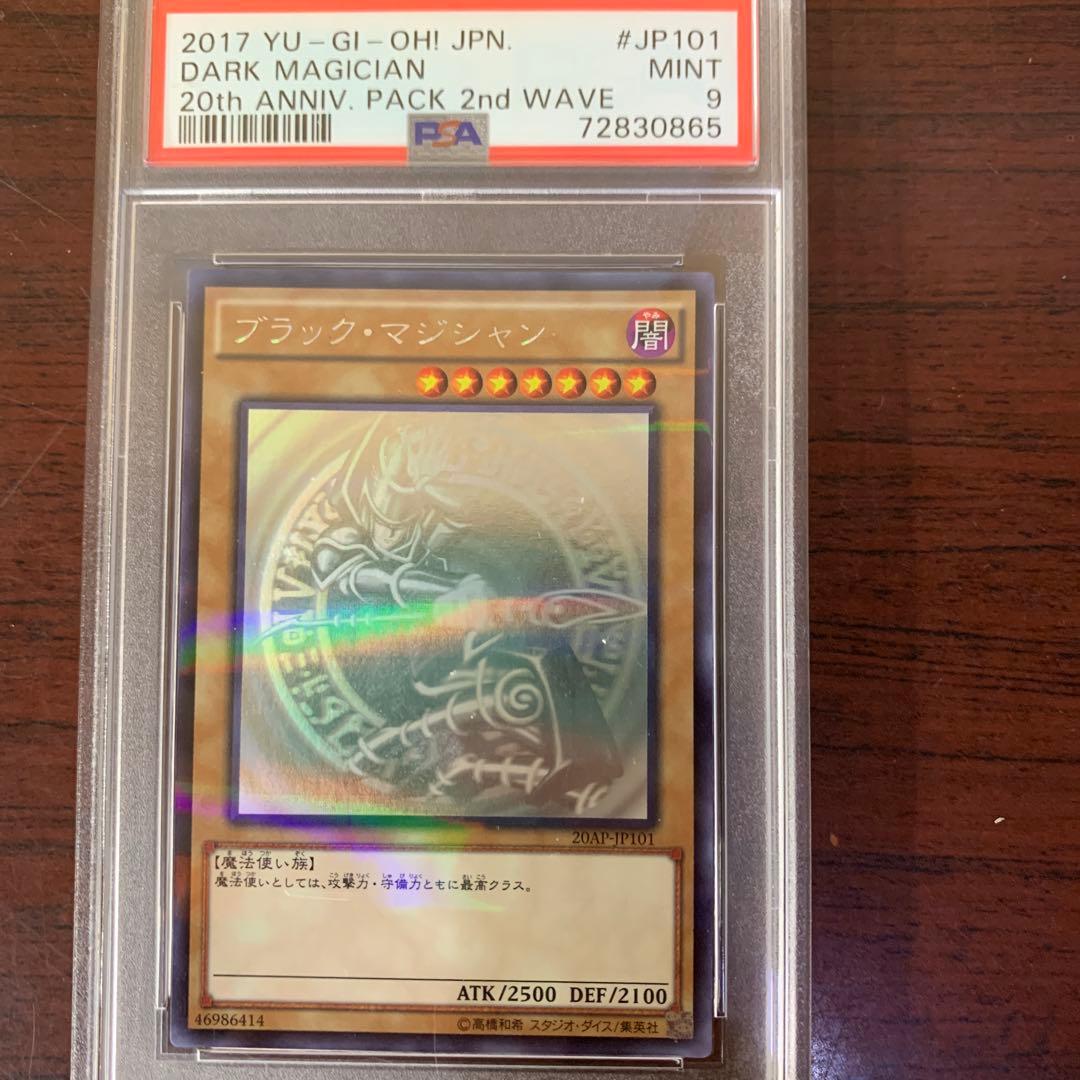 2017 YU-GI-OH! JPN. #JP101
DARK MAGICIAN MINT
20th ANNIV. PACK 2nd WAVE 9
PSA 72830865
ブラック・マジシャン
やみ
闇
20AP-JP101
【魔法使い族】
魔法使いとしては、攻撃力・守備力ともに最高クラス。
ATK/2500 DEF/2100
46986414 ©高橋和希 スタジオ・ダイス/集英社